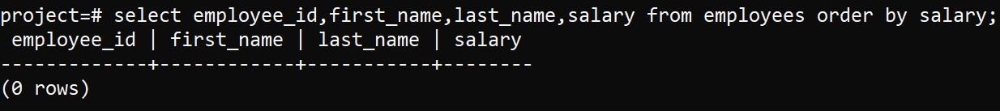 project=# select employee_id,first_name,last_name,salary from employees order by salary;
 employee_id | first_name | last_name | salary
-------------+------------+-----------+--------
(0 rows)